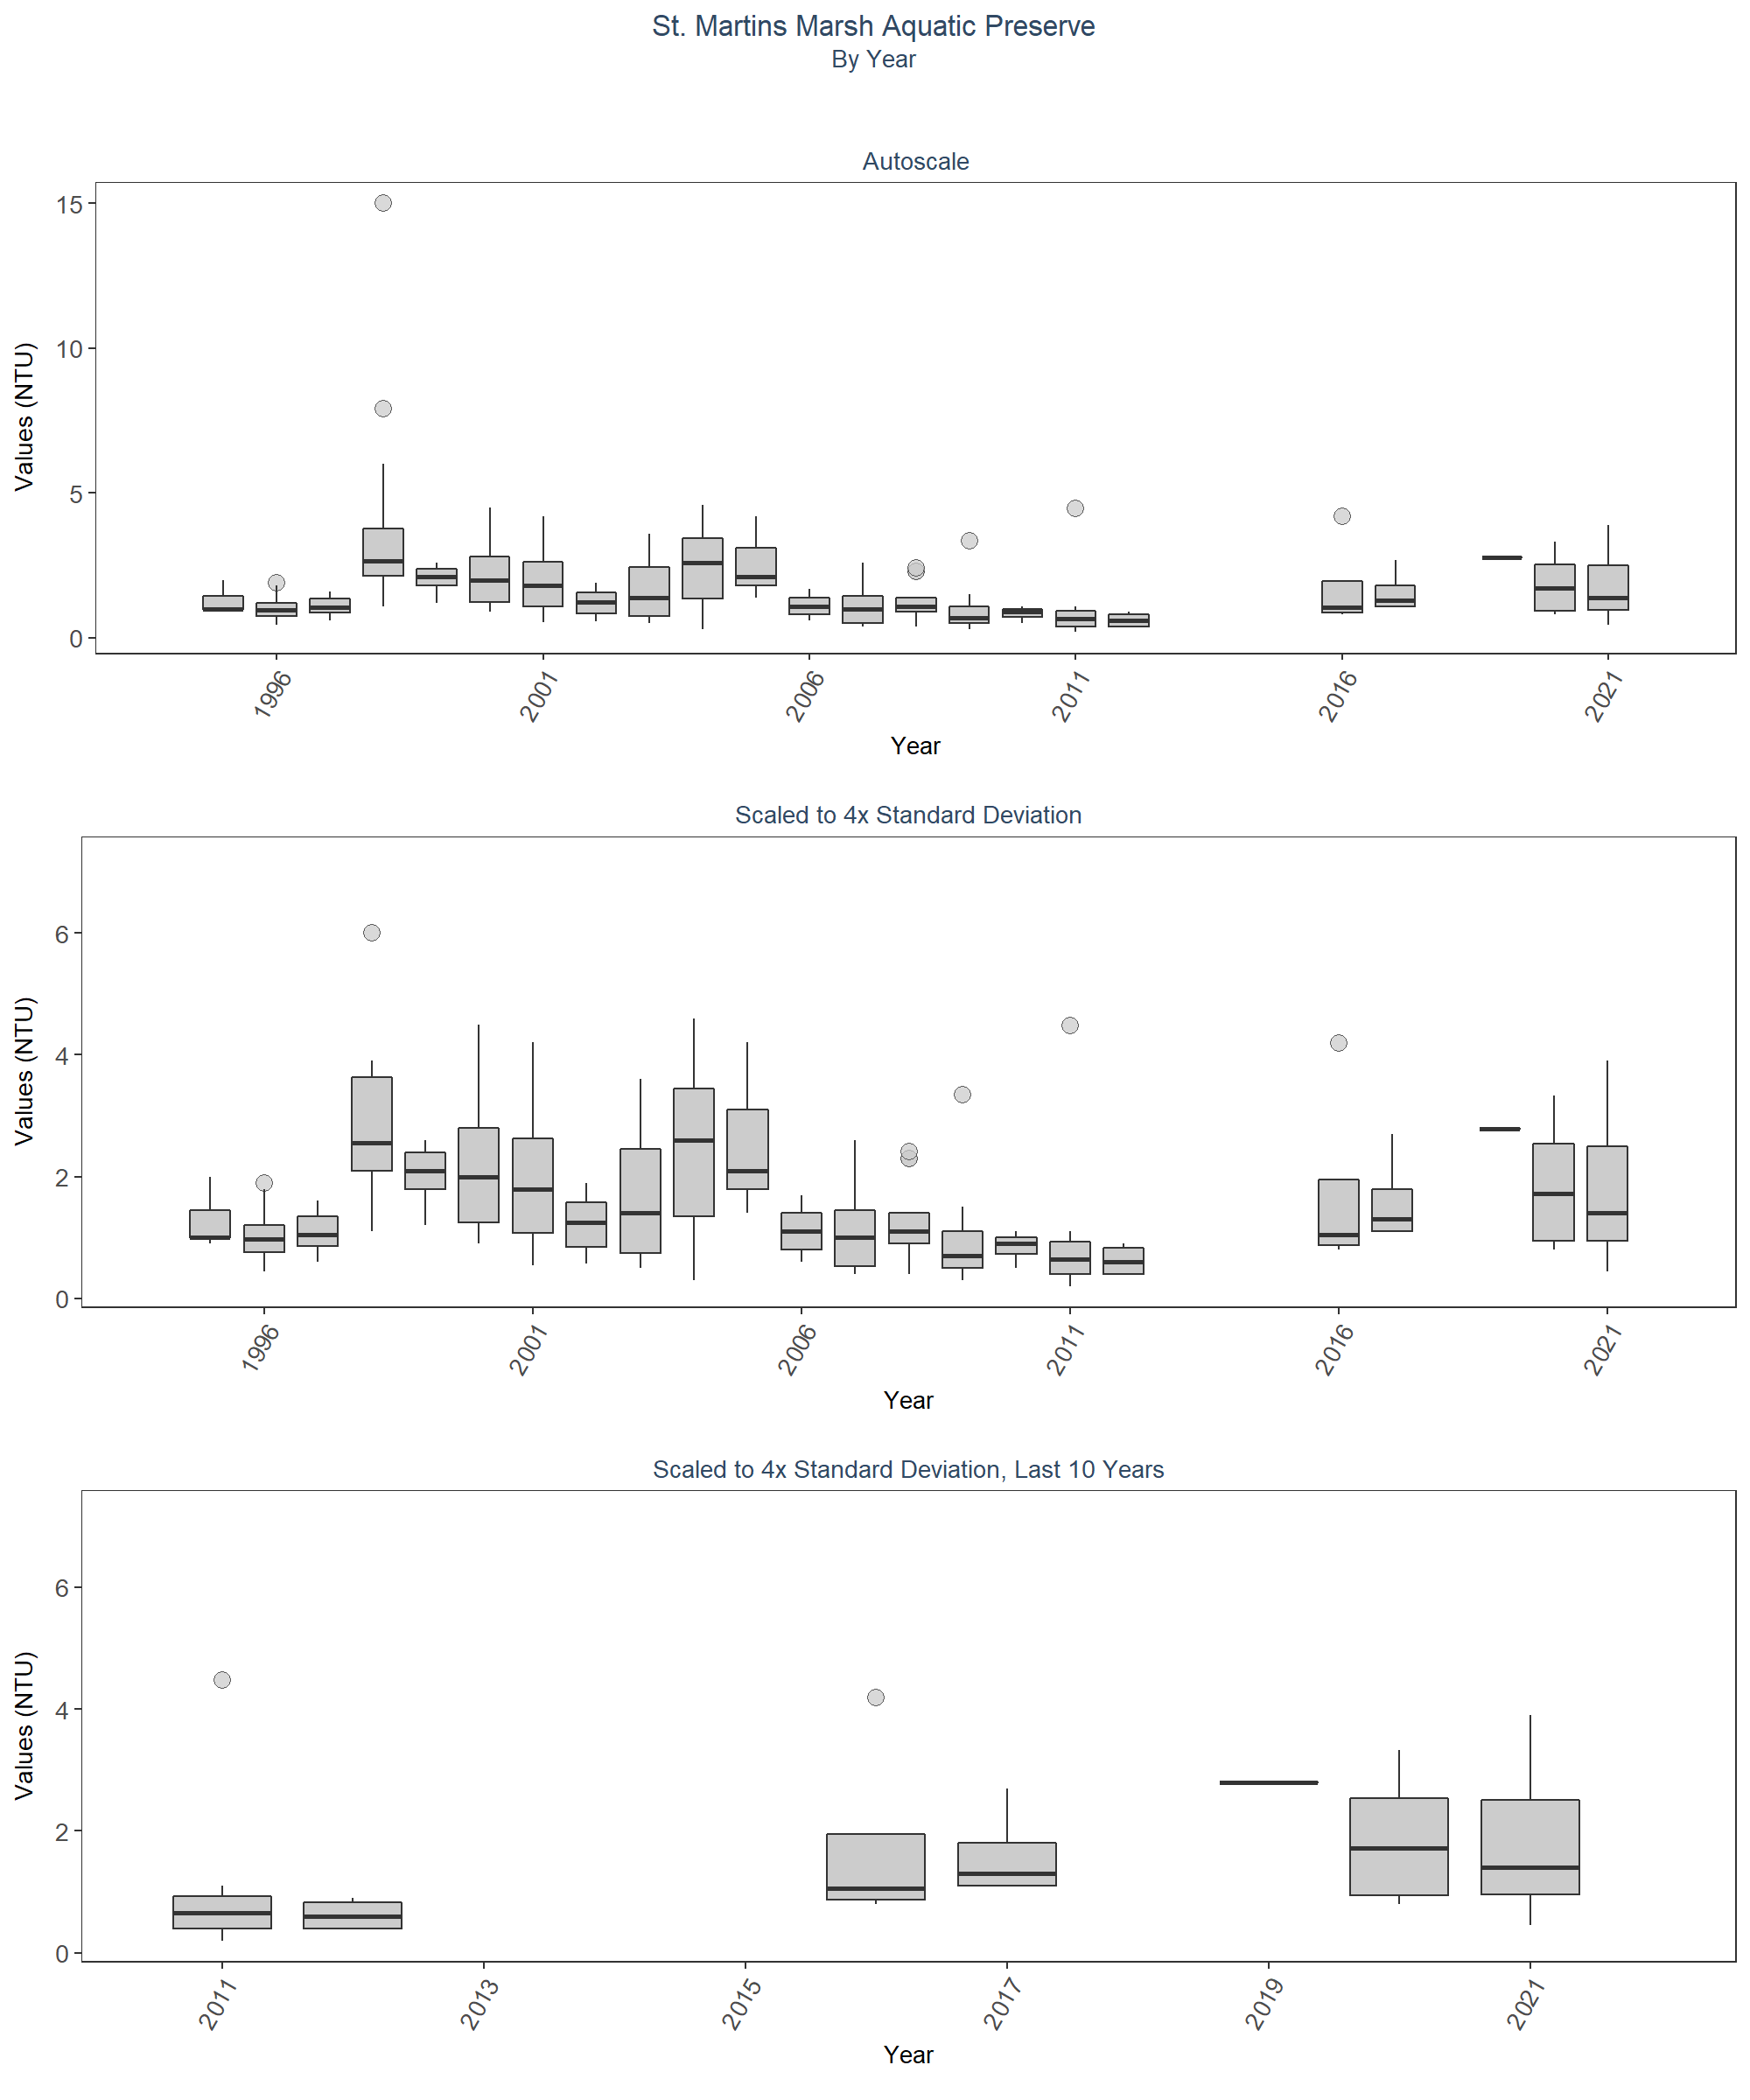 St. Martins Marsh Aquatic Preserve
By Year
Autoscale
Values (NTU)
15
10
5
0
1996
2001
2006
2011
2016
2021
Year
Scaled to 4x Standard Deviation
Values (NTU)
6
4
2
0
1996
2001
2006
2011
2016
2021
Year
Scaled to 4x Standard Deviation, Last 10 Years
Values (NTU)
6
4
2
0
2011
2013
2015
2017
2019
2021
Year